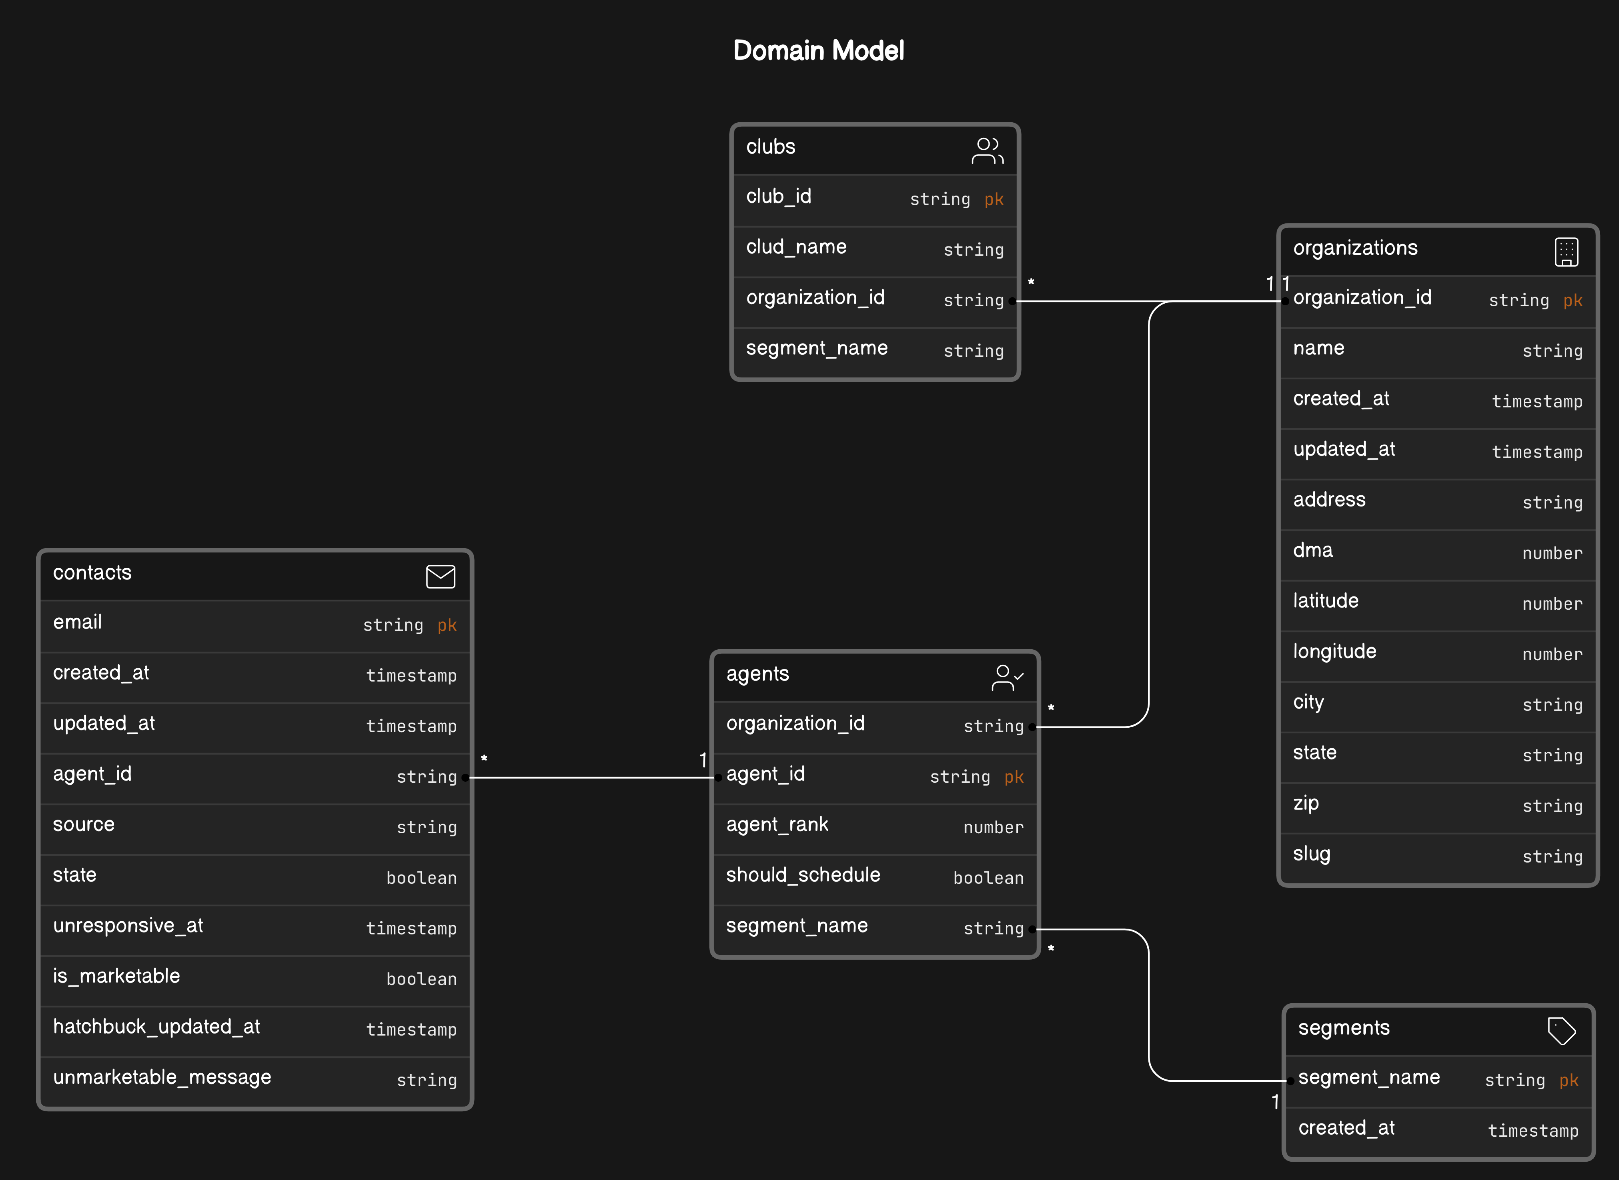 Domain Model
clubs
club_id string pk
clud_name string
organization_id string
segment_name string
*
1 1
organizations
organization_id string pk
name string
created_at timestamp
updated_at timestamp
address string
dma number
latitude number
longitude number
city string
state string
zip string
slug string
contacts
email string pk
created_at timestamp
updated_at timestamp
agent_id string
source string
state boolean
unresponsive_at timestamp
is_marketable boolean
hatchbuck_updated_at timestamp
unmarketable_message string
*
1
agents
organization_id string
agent_id string pk
agent_rank number
should_schedule boolean
segment_name string
*
*
1
segments
segment_name string pk
created_at timestamp